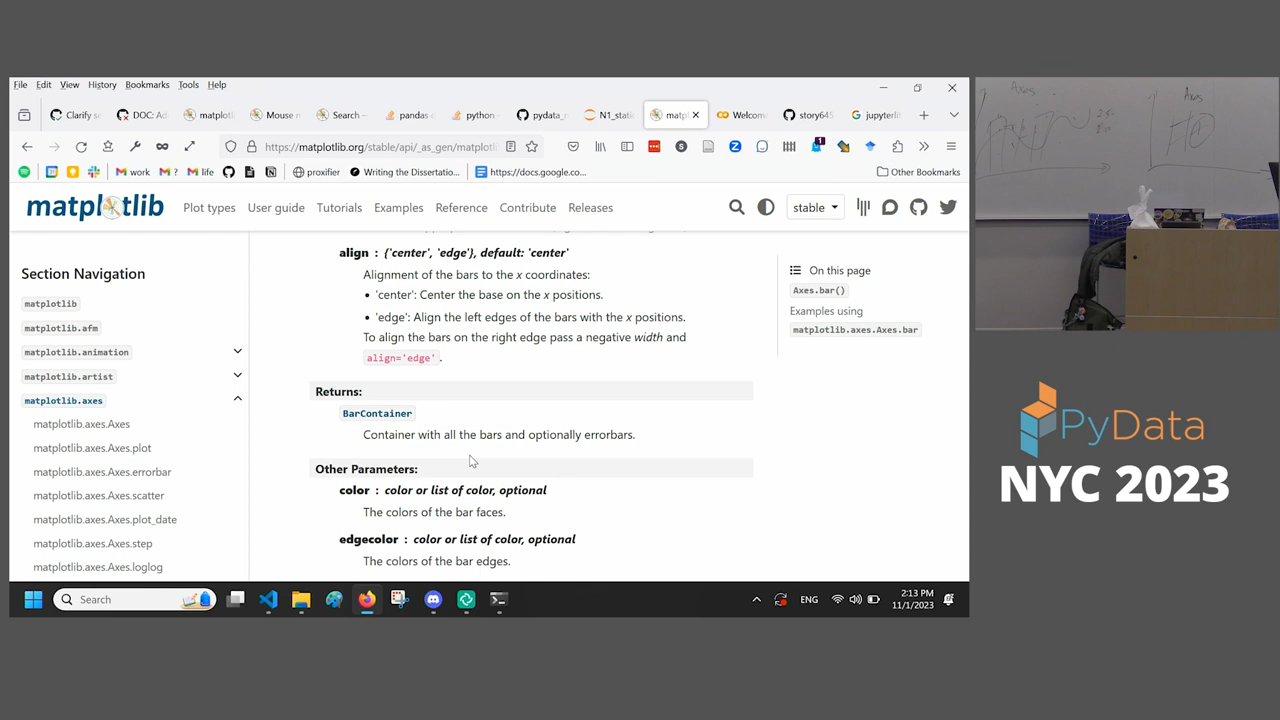 File Edit View History Bookmarks Tools Help
Clarify s
DOC: Ad
matplotl
Mouse n
Search —
pandas d
python -
pydata_n
N1_stati
matpl
Welcom
story645
jupyterli
https://matplotlib.org/stable/api/_as_gen/matplotli
work
M ?
life
proxifier
Writing the Dissertatio...
https://docs.google.co...
Other Bookmarks
matplotlib
Plot types User guide Tutorials Examples Reference Contribute Releases
stable
Section Navigation
matplotlib
matplotlib.afm
matplotlib.animation
matplotlib.artist
matplotlib.axes
matplotlib.axes.Axes
matplotlib.axes.Axes.plot
matplotlib.axes.Axes.errorbar
matplotlib.axes.Axes.scatter
matplotlib.axes.Axes.plot_date
matplotlib.axes.Axes.step
matplotlib.axes.Axes.loglog
align : {'center', 'edge'}, default: 'center'
Alignment of the bars to the x coordinates:
• 'center': Center the base on the x positions.
• 'edge': Align the left edges of the bars with the x positions.
To align the bars on the right edge pass a negative width and
align='edge'.
Returns:
BarContainer
Container with all the bars and optionally errorbars.
Other Parameters:
color : color or list of color, optional
The colors of the bar faces.
edgecolor : color or list of color, optional
The colors of the bar edges.
On this page
Axes.bar()
Examples using
matplotlib.axes.Axes.bar
Search
ENG
2:13 PM
11/1/2023
Axes
Axes
PyData
NYC 2023